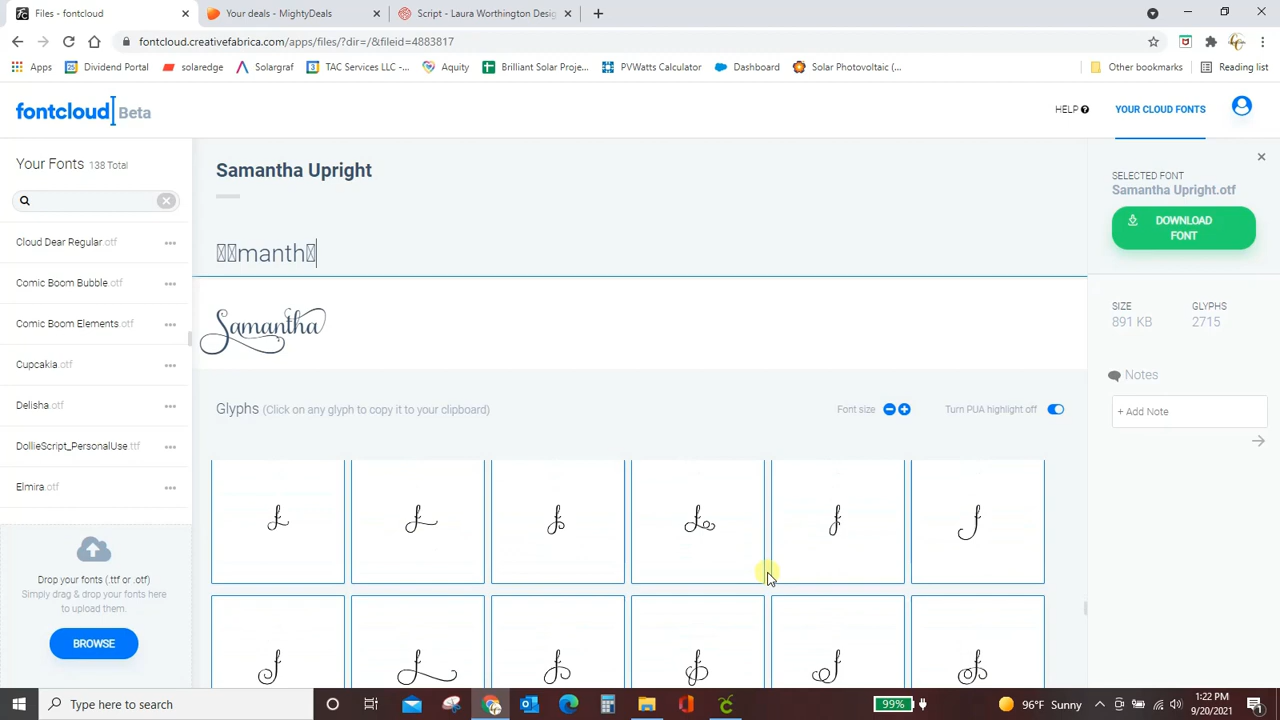 Files - fontcloud
Your deals - MightyDeals
Script - Laura Worthington Desig
fontcloud.creativefabrica.com/apps/files/?dir=/&fileid=4883817
Apps
Dividend Portal
solaredge
Solargraf
TAC Services LLC -...
Aquity
Brilliant Solar Proje...
PVWatts Calculator
Dashboard
Solar Photovoltaic (...
Other bookmarks
Reading list
fontcloud Beta
HELP
YOUR CLOUD FONTS
Your Fonts 138 Total
Cloud Dear Regular.otf
Comic Boom Bubble.otf
Comic Boom Elements.otf
Cupcakia.otf
Delisha.otf
DollieScript_PersonalUse.ttf
Elmira.otf
Drop your fonts (.ttf or .otf)
Simply drag & drop your fonts here
to upload them.
BROWSE
Samantha Upright
manth
Samantha
Glyphs (Click on any glyph to copy it to your clipboard)
Font size
Turn PUA highlight off
SELECTED FONT
Samantha Upright.otf
DOWNLOAD
FONT
SIZE
891 KB
GLYPHS
2715
Notes
+ Add Note
Type here to search
99%
96°F Sunny
1:22 PM
9/20/2021